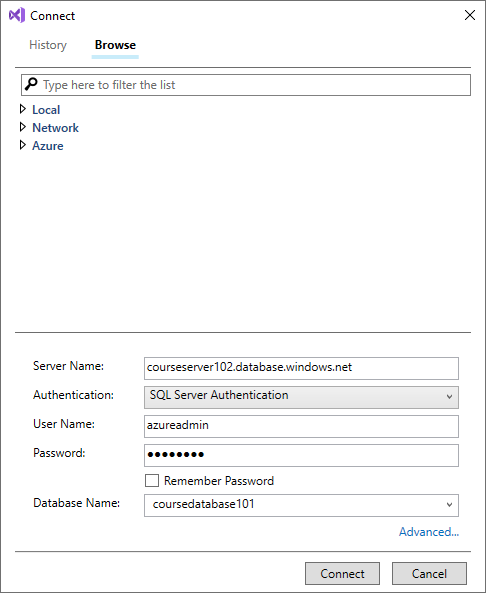 Connect
History Browse
Type here to filter the list
Local
Network
Azure
Server Name: courseserver102.database.windows.net
Authentication: SQL Server Authentication
User Name: azureadmin
Password: ●●●●●●●●
Remember Password
Database Name: coursedatabase101
Advanced...
Connect Cancel